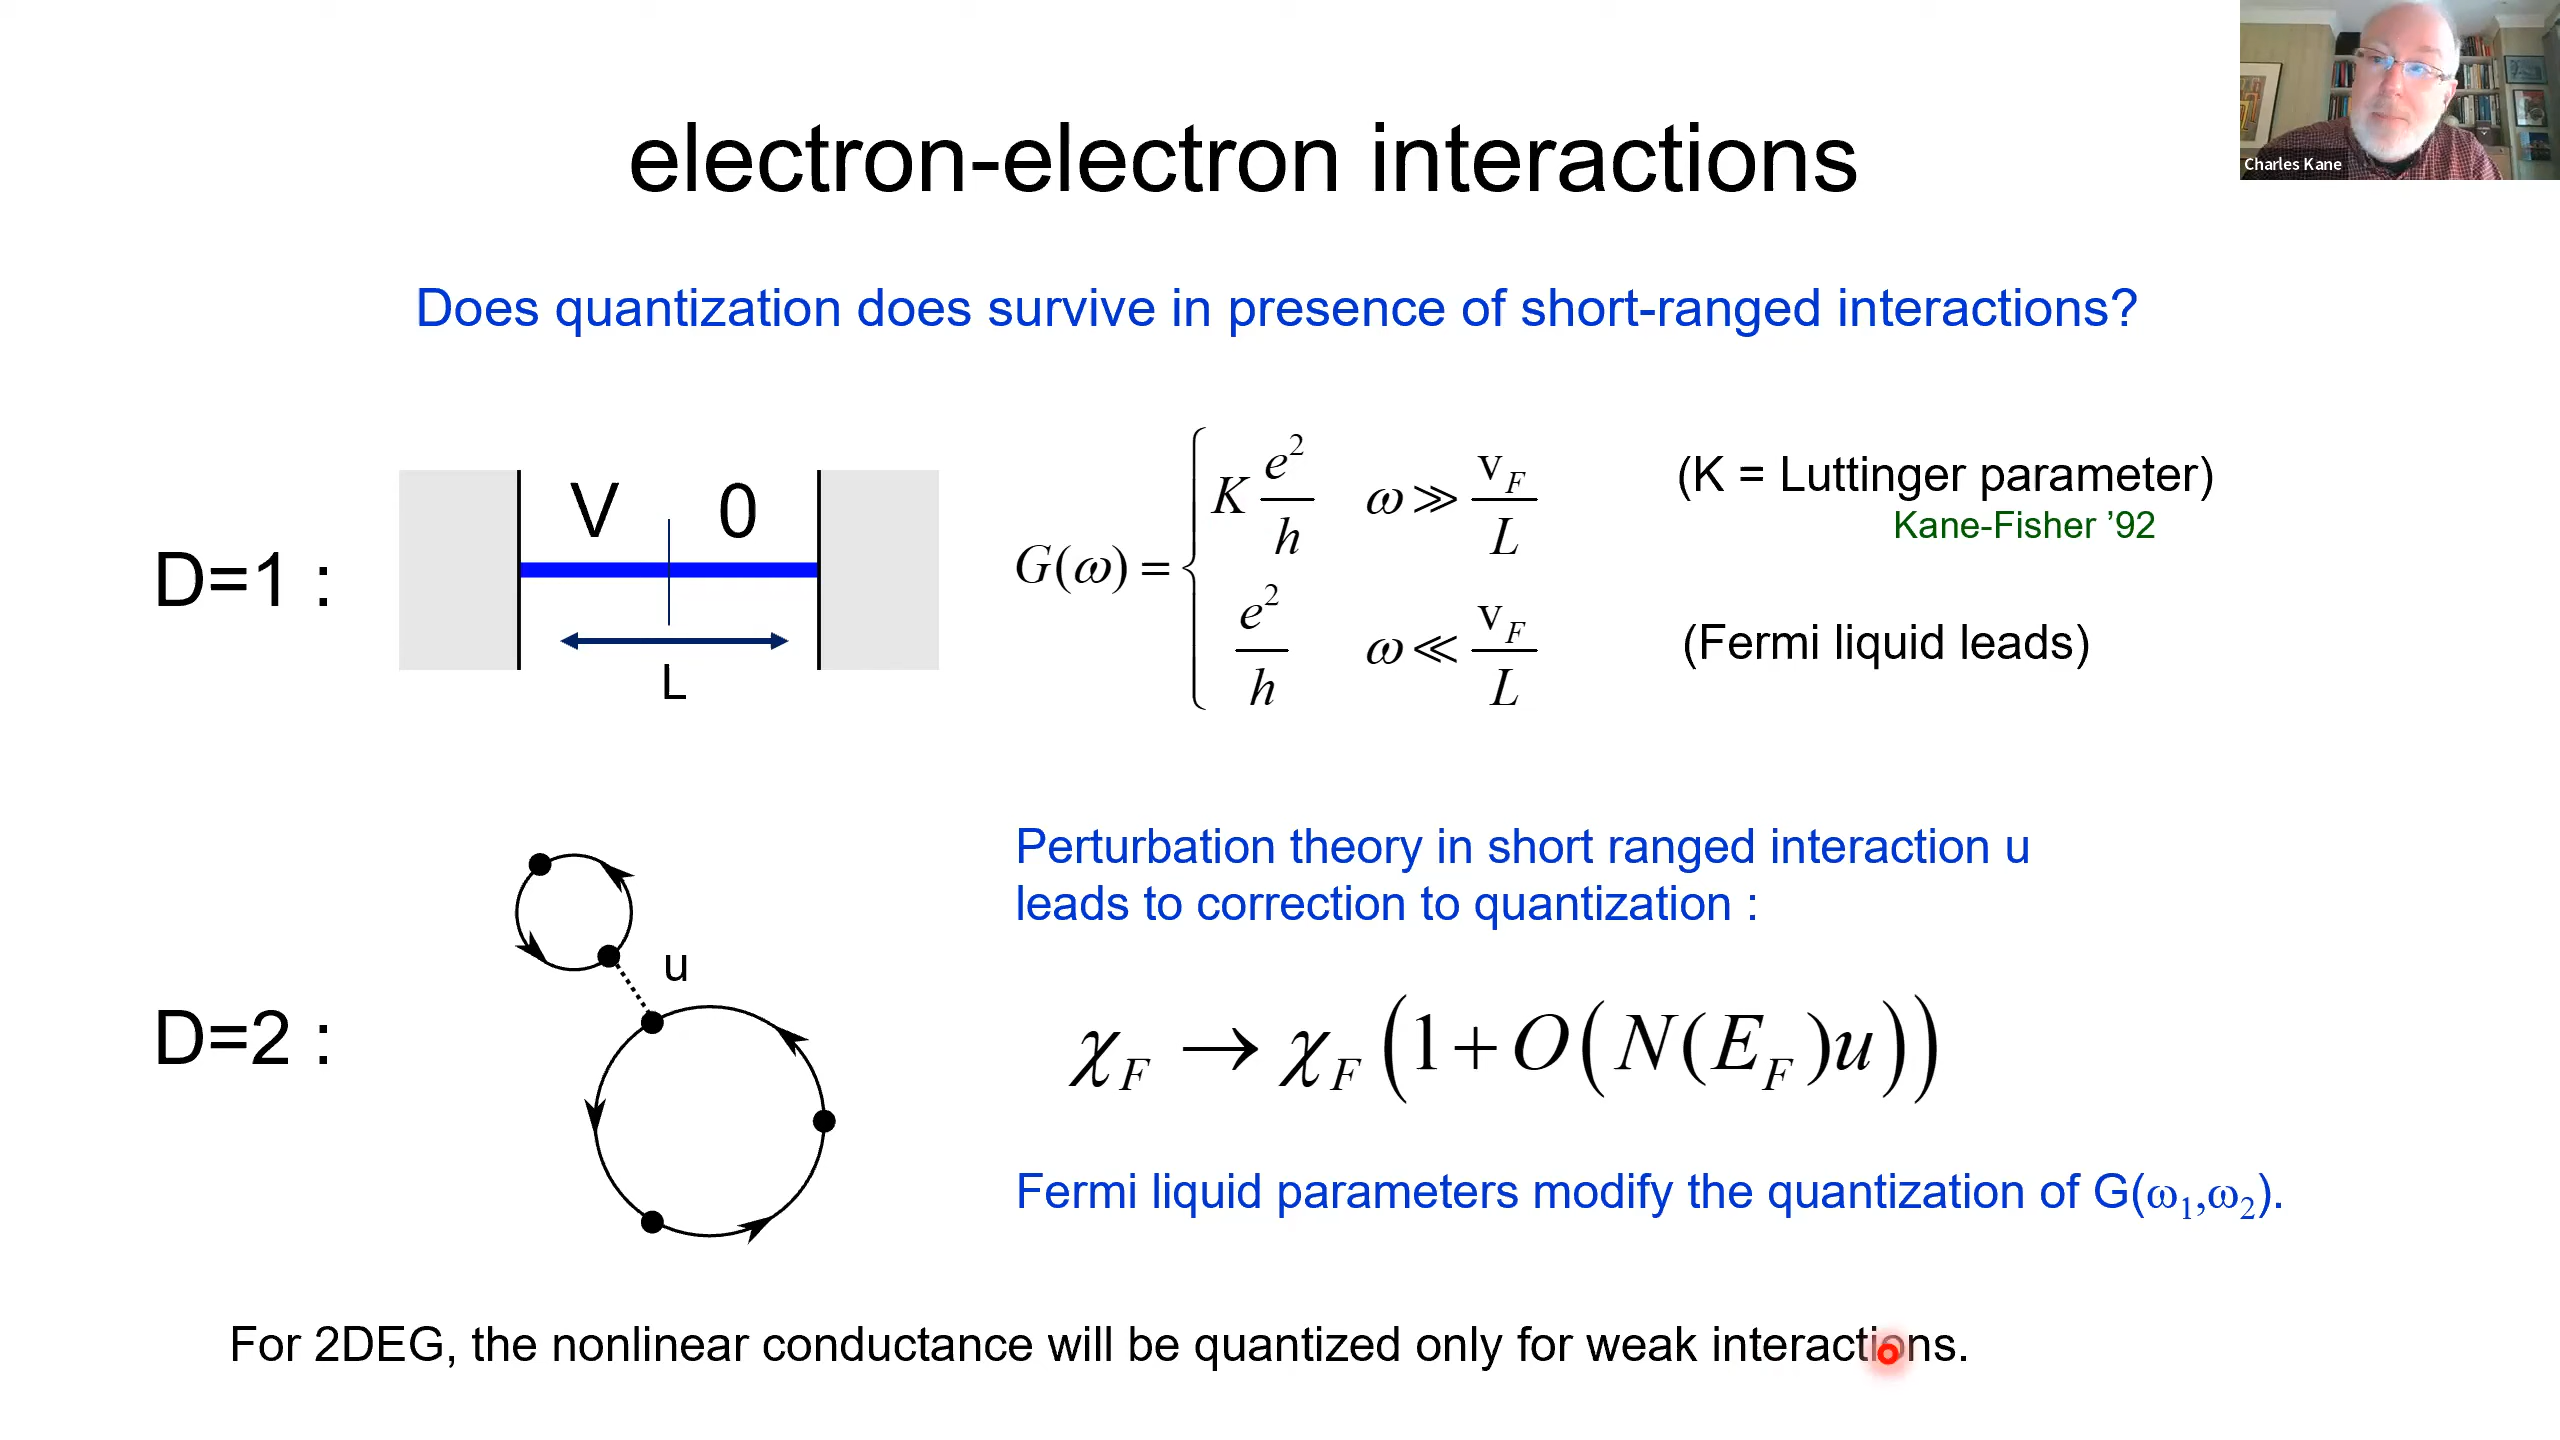 Charles Kane
electron-electron interactions
Does quantization does survive in presence of short-ranged interactions?
D=1 :
V 0
L
G(ω) = { K e²/h ω ≫ v_F/L
e²/h ω ≪ v_F/L
(K = Luttinger parameter)
Kane-Fisher ’92
(Fermi liquid leads)
D=2 :
u
Perturbation theory in short ranged interaction u
leads to correction to quantization :
χ_F → χ_F (1+O(N(E_F)u))
Fermi liquid parameters modify the quantization of G(ω₁,ω₂).
For 2DEG, the nonlinear conductance will be quantized only for weak interactions.